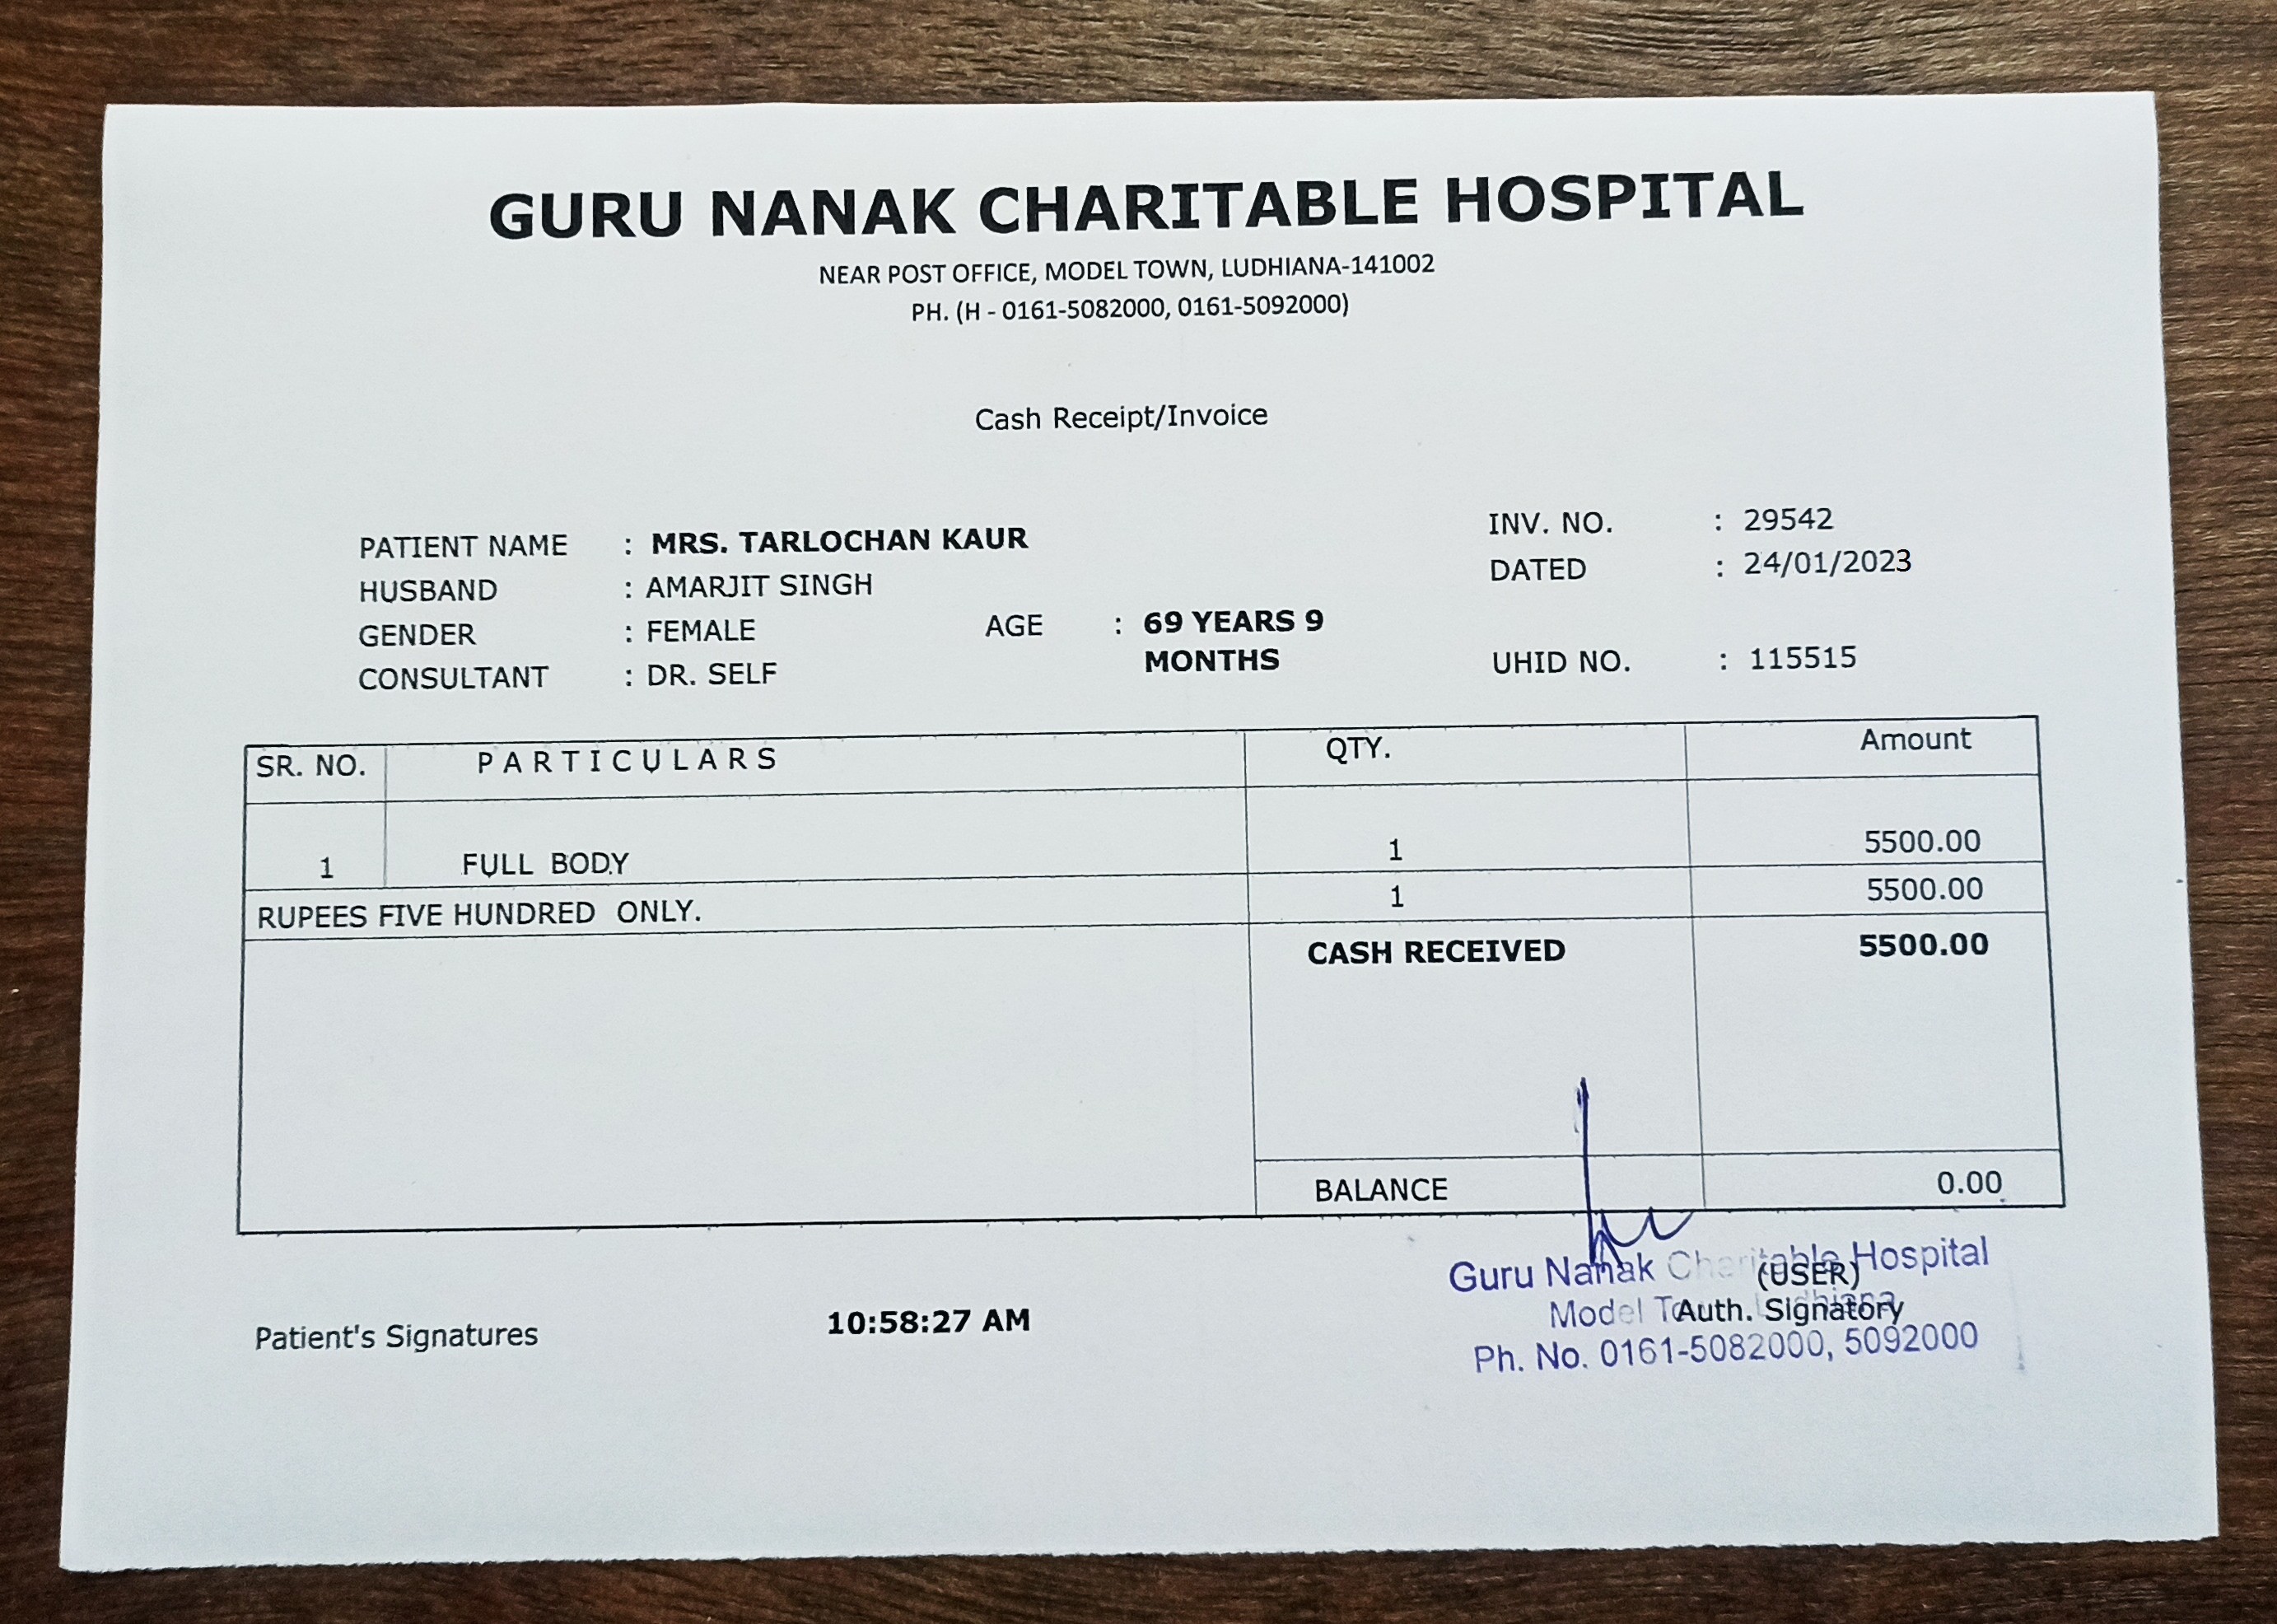 GURU NANAK CHARITABLE HOSPITAL
NEAR POST OFFICE, MODEL TOWN, LUDHIANA-141002
PH. (H - 0161-5082000, 0161-5092000)
Cash Receipt/Invoice
PATIENT NAME : MRS. TARLOCHAN KAUR INV. NO. : 29542
HUSBAND : AMARJIT SINGH DATED : 24/01/2023
GENDER : FEMALE AGE : 69 YEARS 9
MONTHS
CONSULTANT : DR. SELF UHID NO. : 115515
SR. NO. PARTICULARS QTY. Amount
1 FULL BODY 1 5500.00
RUPEES FIVE HUNDRED ONLY. 1 5500.00
CASH RECEIVED 5500.00
BALANCE 0.00
Guru Nanak Charitable Hospital
(USER)
Model Town Ludhiana
Auth. Signatory
Ph. No. 0161-5082000, 5092000
Patient's Signatures 10:58:27 AM